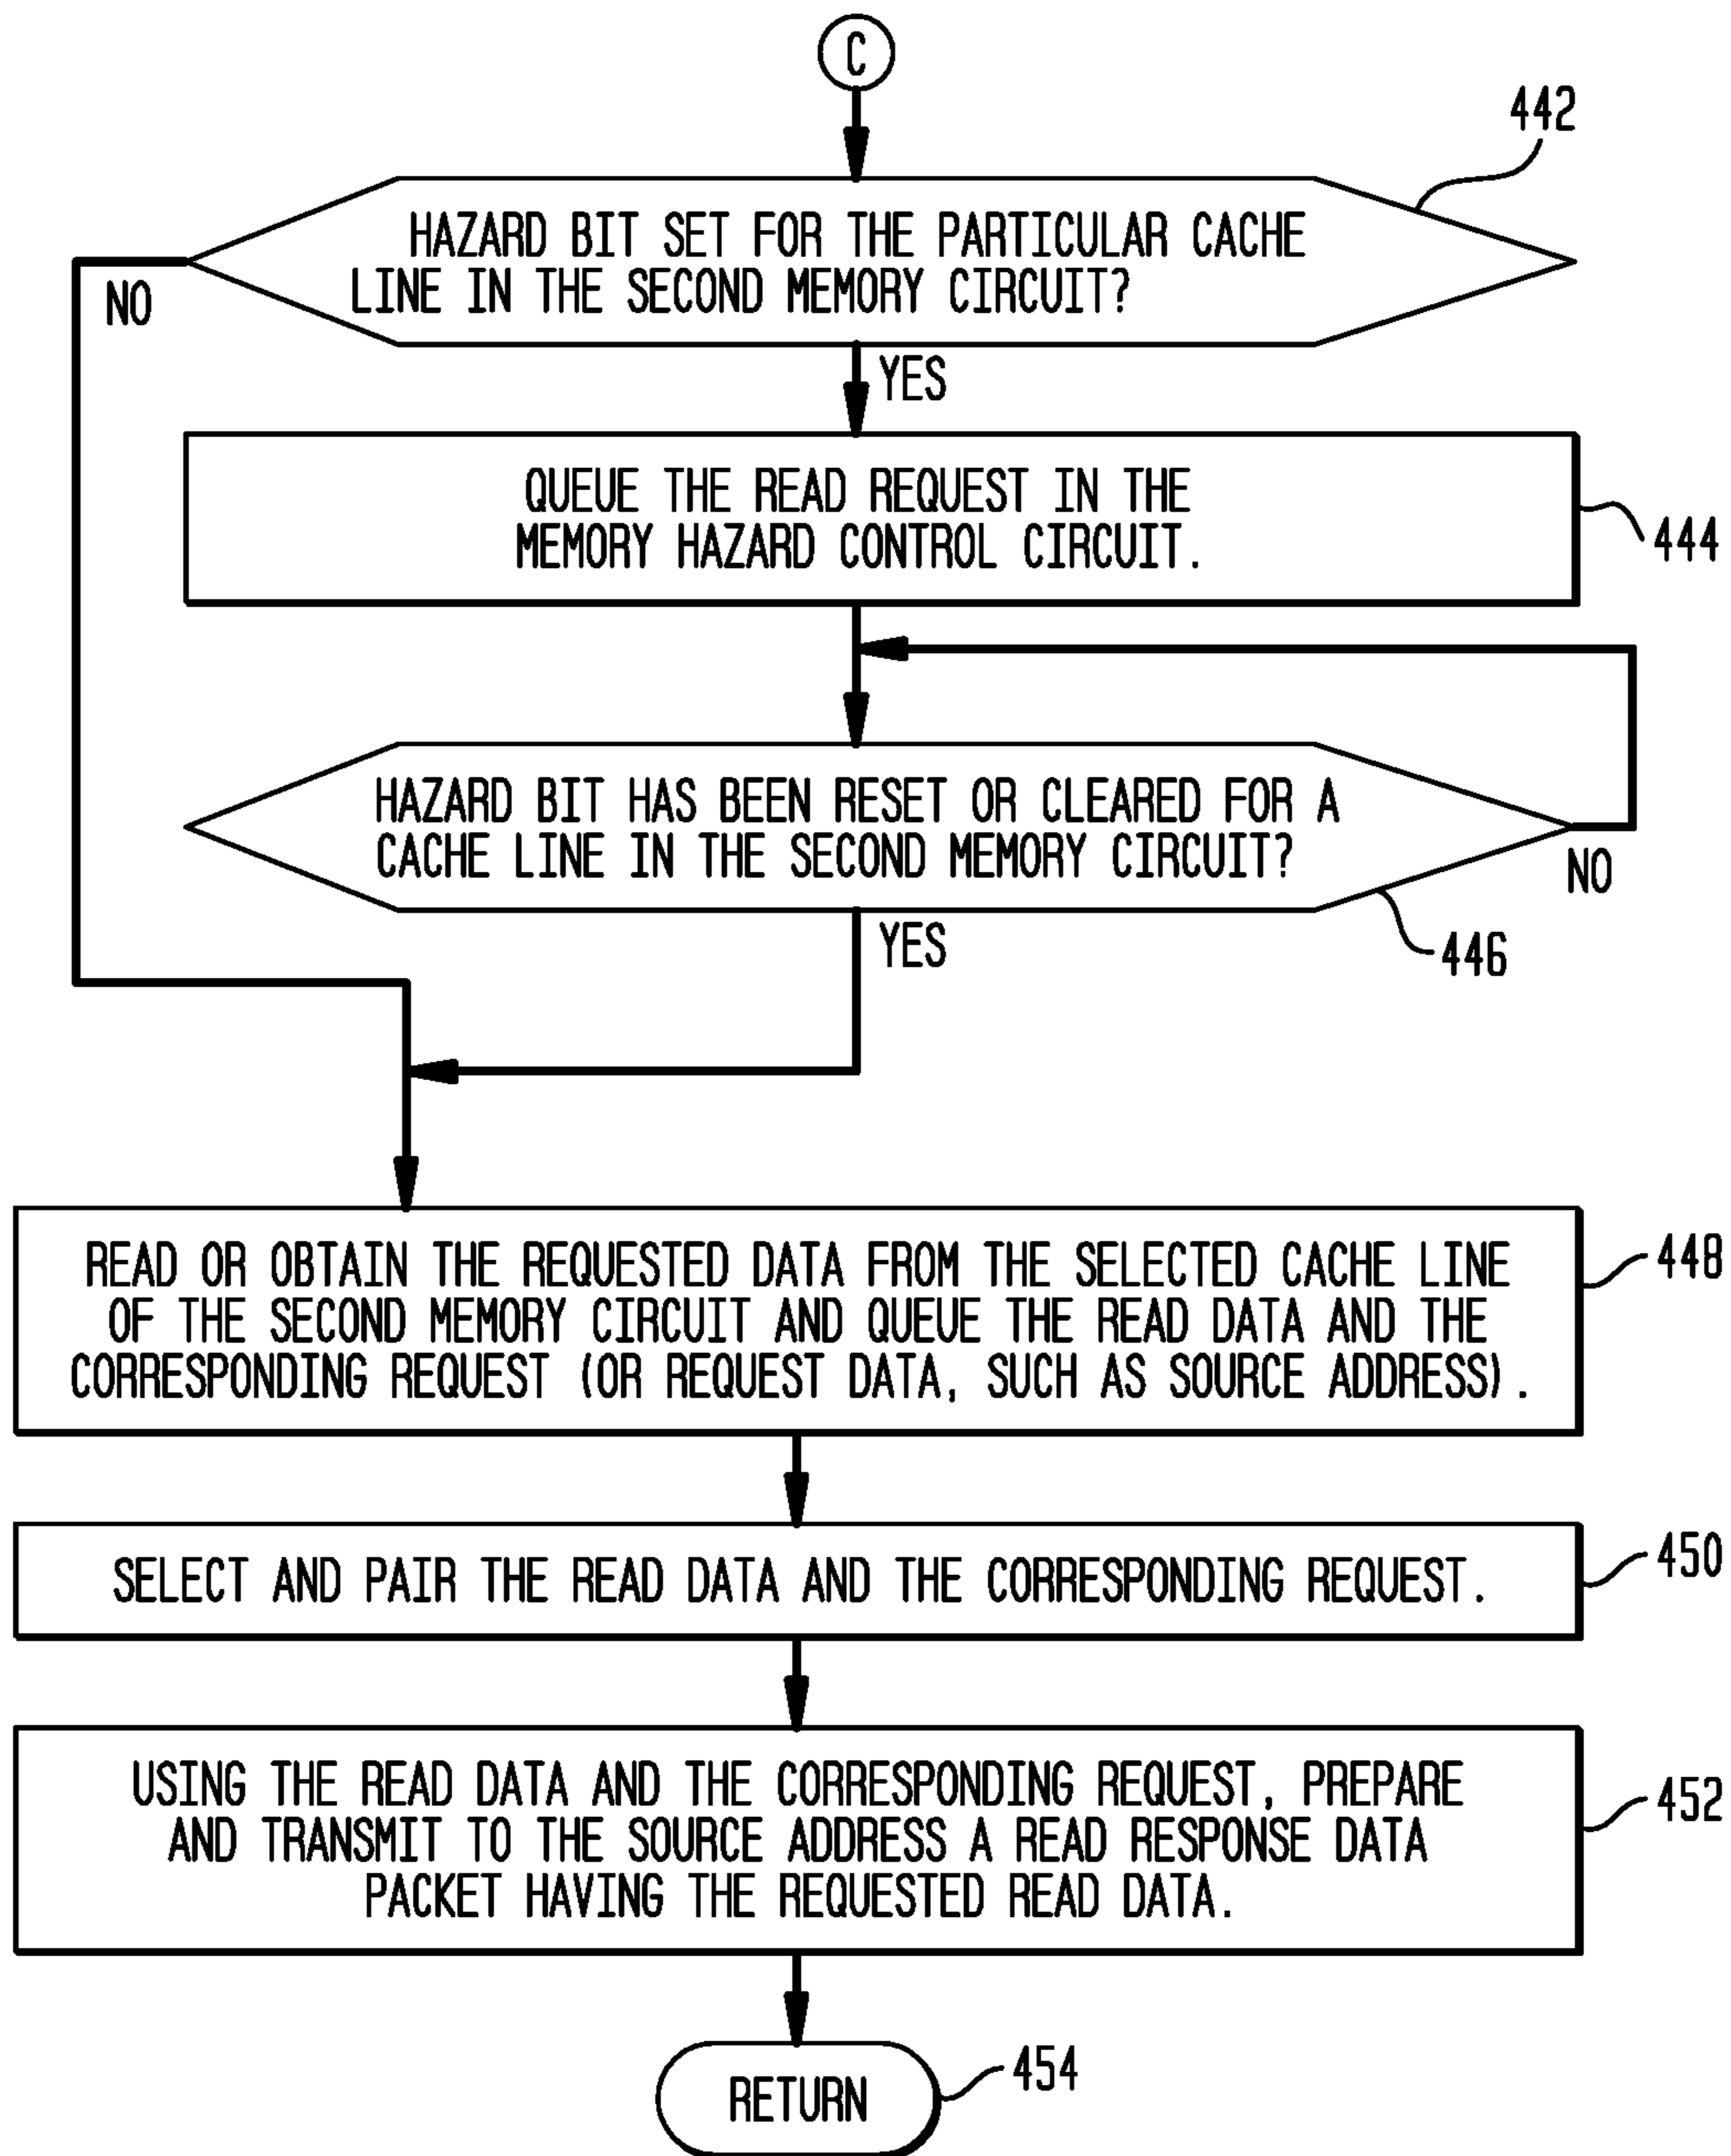 C
442
HAZARD BIT SET FOR THE PARTICULAR CACHE
LINE IN THE SECOND MEMORY CIRCUIT?
NO
YES
QUEUE THE READ REQUEST IN THE
MEMORY HAZARD CONTROL CIRCUIT.
444
HAZARD BIT HAS BEEN RESET OR CLEARED FOR A
CACHE LINE IN THE SECOND MEMORY CIRCUIT?
NO
YES
446
READ OR OBTAIN THE REQUESTED DATA FROM THE SELECTED CACHE LINE
OF THE SECOND MEMORY CIRCUIT AND QUEUE THE READ DATA AND THE
CORRESPONDING REQUEST (OR REQUEST DATA, SUCH AS SOURCE ADDRESS).
448
SELECT AND PAIR THE READ DATA AND THE CORRESPONDING REQUEST.
450
USING THE READ DATA AND THE CORRESPONDING REQUEST, PREPARE
AND TRANSMIT TO THE SOURCE ADDRESS A READ RESPONSE DATA
PACKET HAVING THE REQUESTED READ DATA.
452
RETURN
454